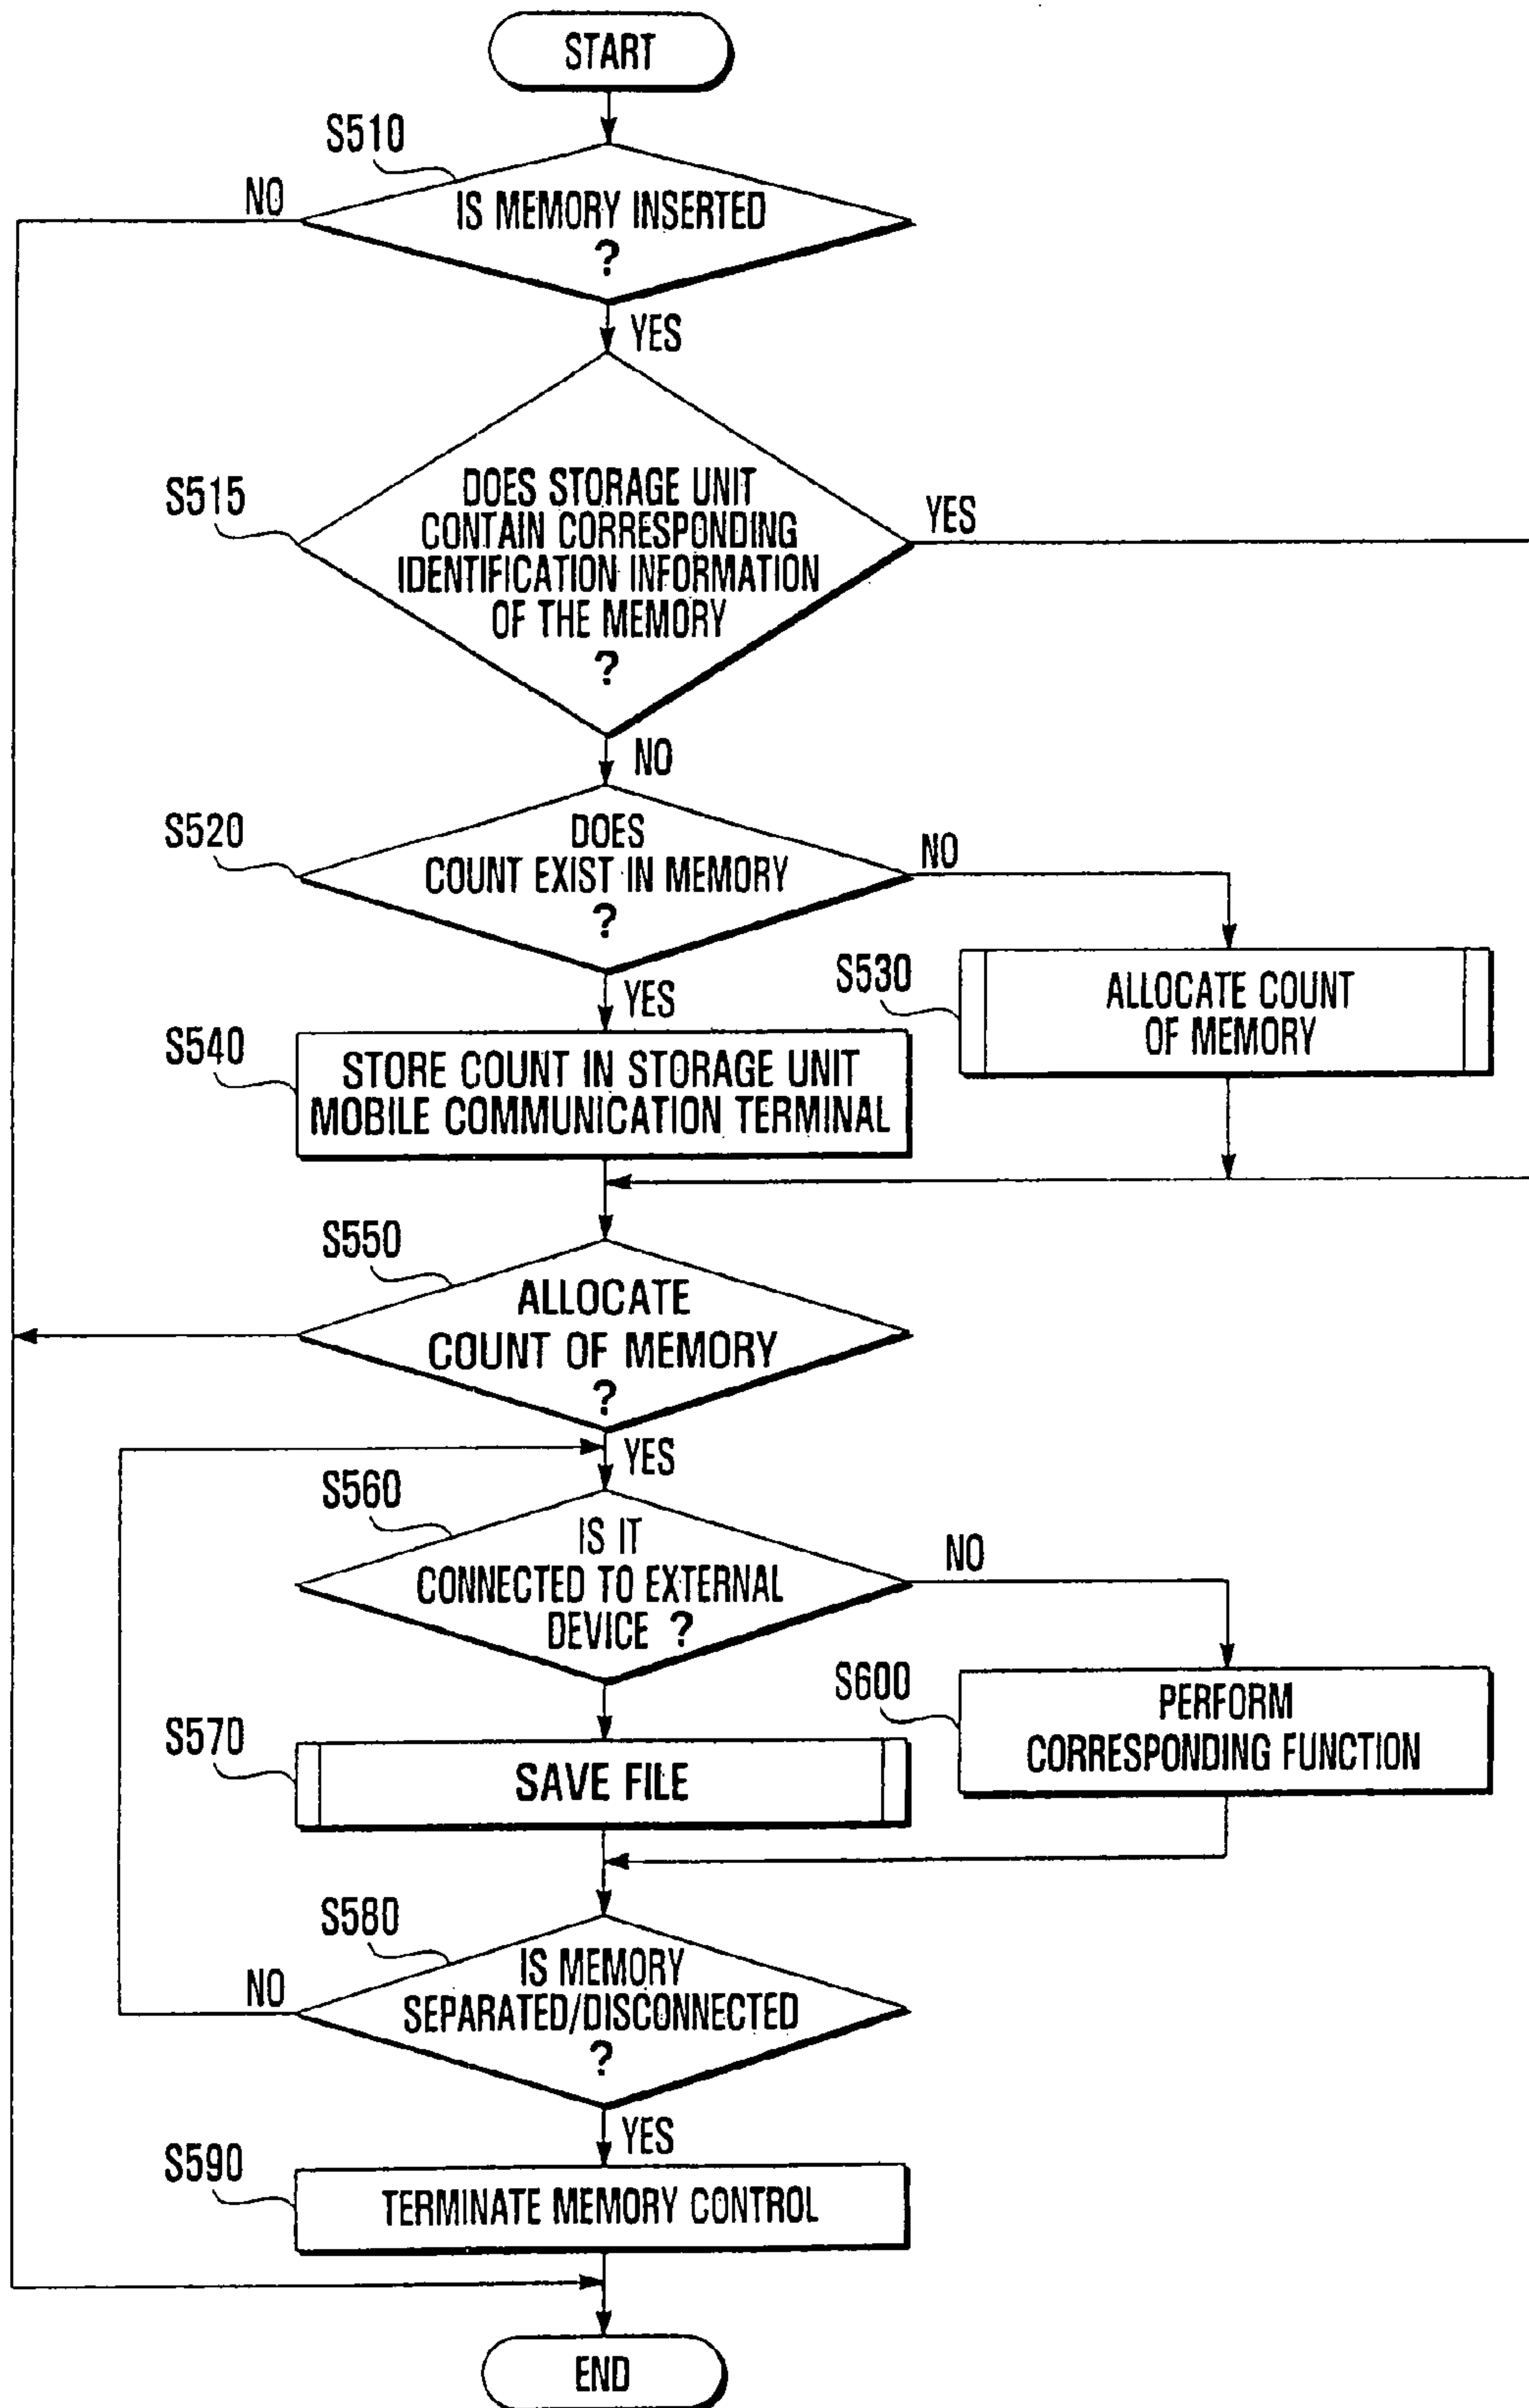 START
S510
NO
IS MEMORY INSERTED
?
YES
S515
DOES STORAGE UNIT
CONTAIN CORRESPONDING
IDENTIFICATION INFORMATION
OF THE MEMORY
?
YES
NO
S520
DOES
COUNT EXIST IN MEMORY
?
NO
YES
S530
ALLOCATE COUNT
OF MEMORY
S540
STORE COUNT IN STORAGE UNIT
MOBILE COMMUNICATION TERMINAL
S550
ALLOCATE
COUNT OF MEMORY
?
YES
S560
IS IT
CONNECTED TO EXTERNAL
DEVICE ?
NO
S600
PERFORM
CORRESPONDING FUNCTION
S570
SAVE FILE
S580
NO
IS MEMORY
SEPARATED/DISCONNECTED
?
YES
S590
TERMINATE MEMORY CONTROL
END